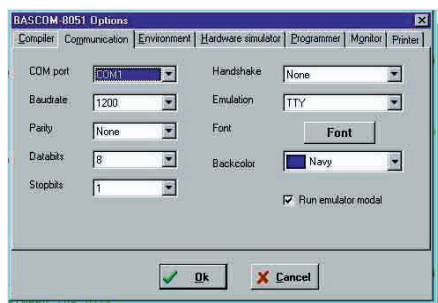 BASCOM-8051 Options
Compiler Communication Environment Hardware simulator Programmer Monitor Printer
COM port COM1 Handshake None
Baudrate 1200 Emulation TTY
Parity None Font Font
Databits 8 Backcolor Navy
Stopbits 1 Run emulator modal
Ok Cancel